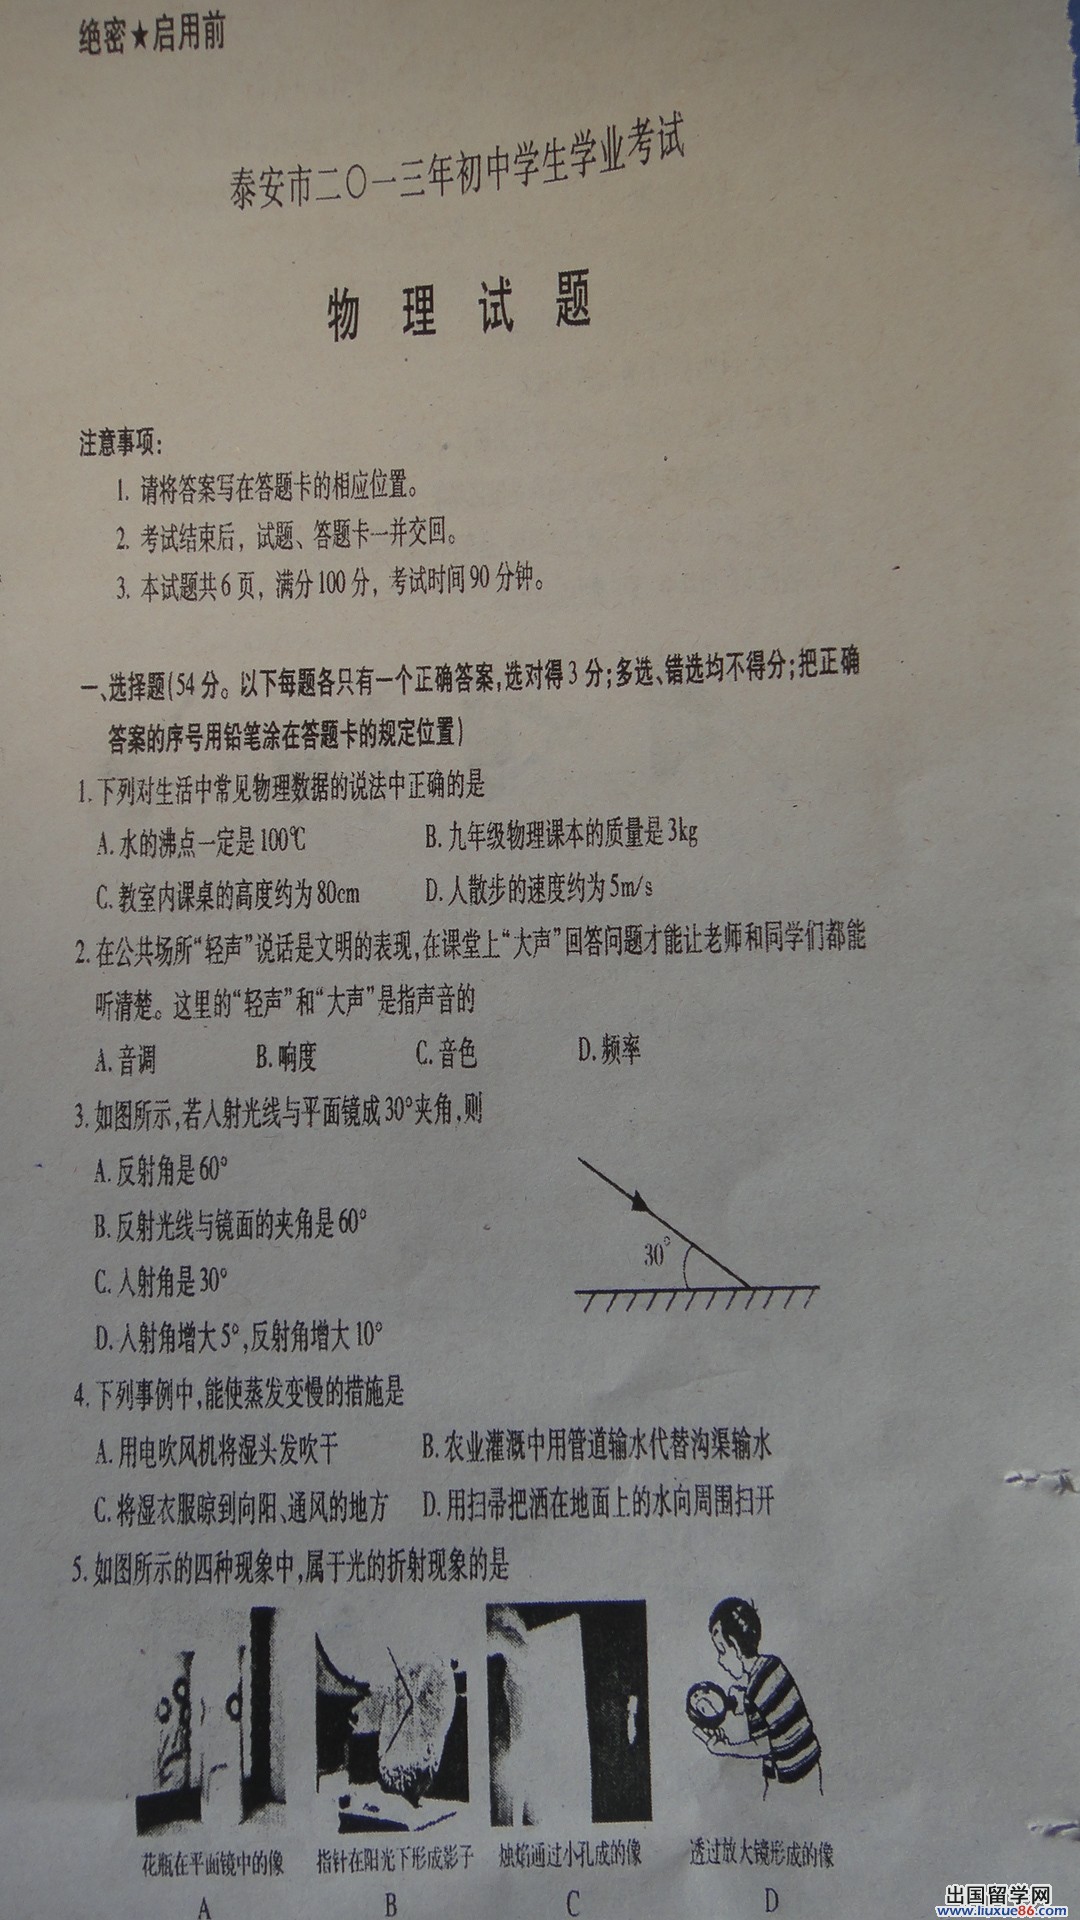 绝密★启用前
泰安市二〇一三年初中学生学业考试
物 理 试 题
注意事项:
1. 请将答案写在答题卡的相应位置。
2. 考试结束后，试题、答题卡一并交回。
3. 本试题共6页，满分100分，考试时间90分钟。
一、选择题(54分。以下每题各只有一个正确答案,选对得3分;多选、错选均不得分;把正确
答案的序号用铅笔涂在答题卡的规定位置)
1. 下列对生活中常见物理数据的说法中正确的是
A. 水的沸点一定是100℃ B. 九年级物理课本的质量是3kg
C. 教室内课桌的高度约为80cm D. 人散步的速度约为5m/s
2. 在公共场所“轻声”说话是文明的表现,在课堂上“大声”回答问题才能让老师和同学们都能
听清楚。这里的“轻声”和“大声”是指声音的
A. 音调 B. 响度 C. 音色 D. 频率
3. 如图所示,若入射光线与平面镜成30°夹角,则
A. 反射角是60°
B. 反射光线与镜面的夹角是60°
C. 入射角是30°
D. 入射角增大5°,反射角增大10°
30°
4. 下列事例中,能使蒸发变慢的措施是
A. 用电吹风机将湿头发吹干 B. 农业灌溉中用管道输水代替沟渠输水
C. 将湿衣服晾到向阳、通风的地方 D. 用扫帚把洒在地面上的水向周围扫开
5. 如图所示的四种现象中,属于光的折射现象的是
花瓶在平面镜中的像 指针在阳光下形成影子 烛焰通过小孔成的像 透过放大镜形成的像
A B C D
出国留学网
www.liuxue86.com